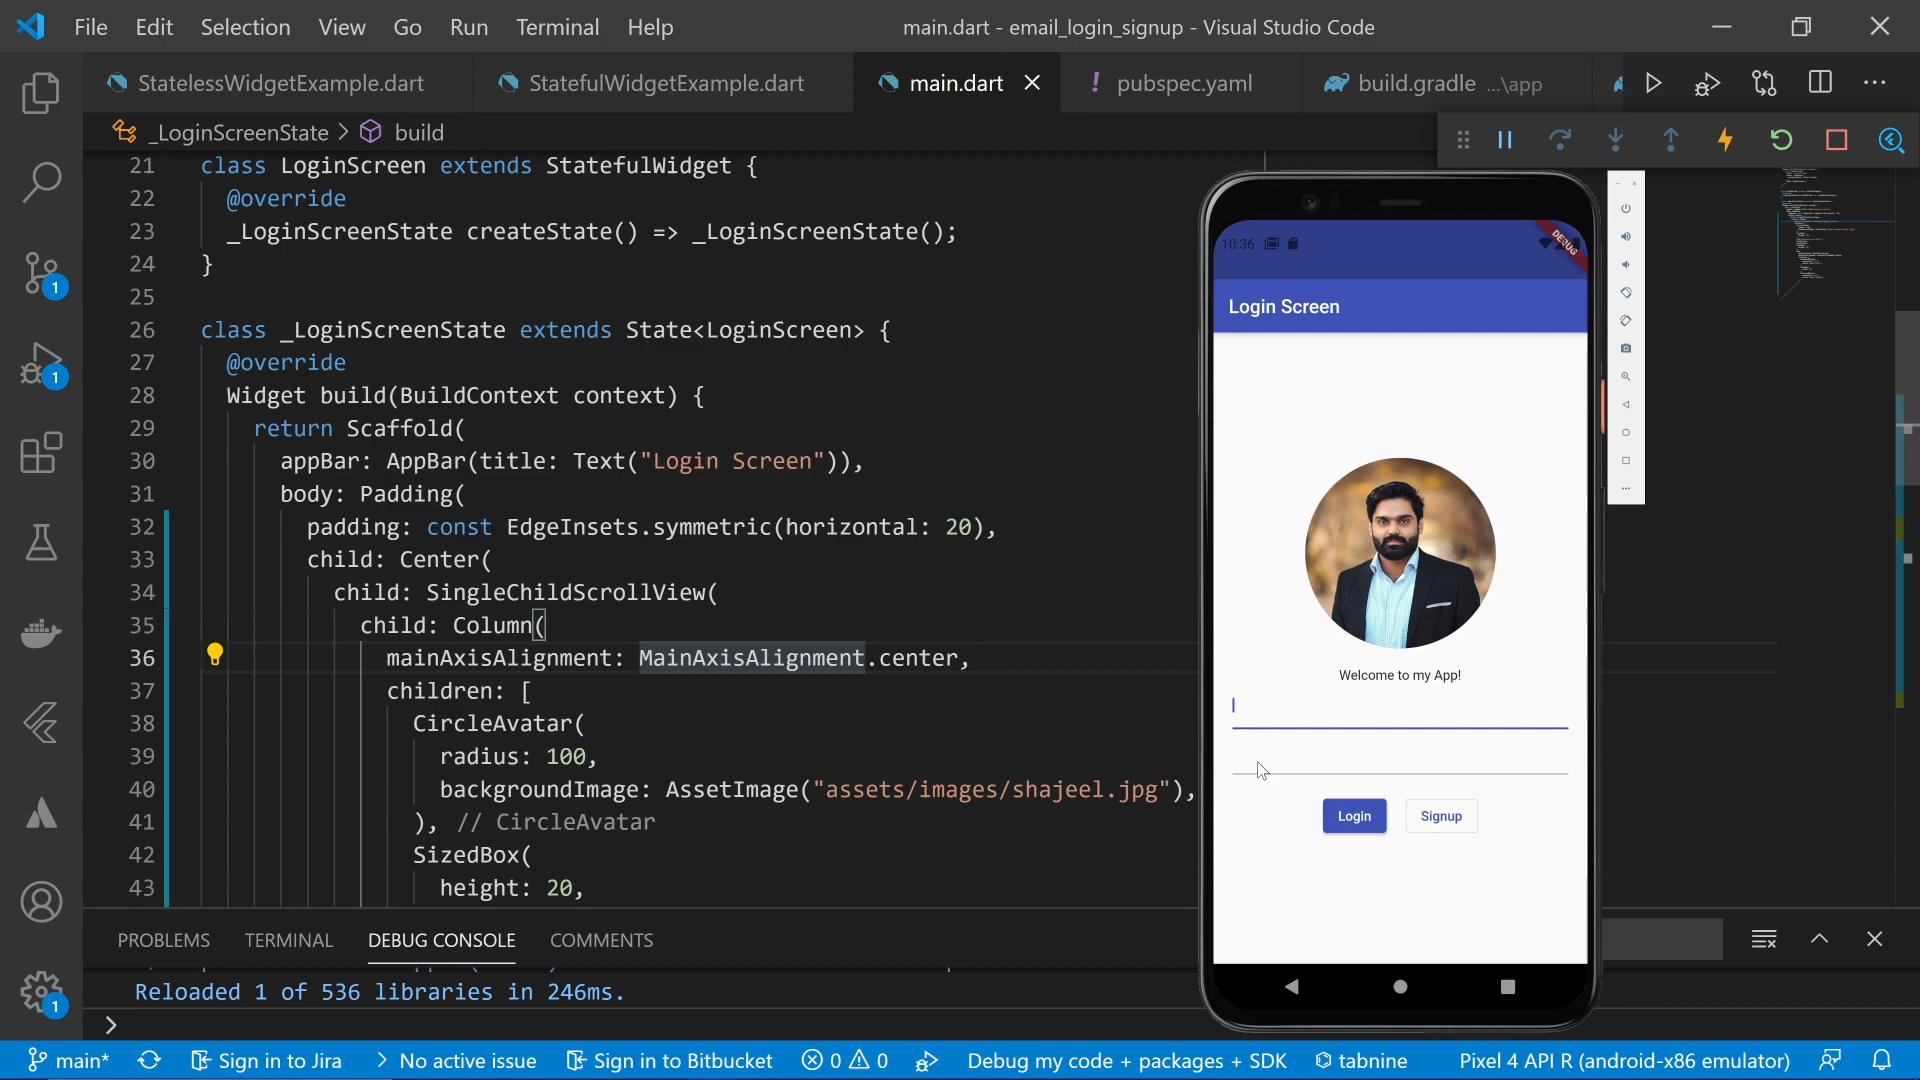 File Edit Selection View Go Run Terminal Help
main.dart - email_login_signup - Visual Studio Code
StatelessWidgetExample.dart StatefulWidgetExample.dart main.dart pubspec.yaml build.gradle ...\app
_LoginScreenState > build
21 class LoginScreen extends StatefulWidget {
22 @override
23 _LoginScreenState createState() => _LoginScreenState();
24 }
25
26 class _LoginScreenState extends State<LoginScreen> {
27 @override
28 Widget build(BuildContext context) {
29 return Scaffold(
30 appBar: AppBar(title: Text("Login Screen")),
31 body: Padding(
32 padding: const EdgeInsets.symmetric(horizontal: 20),
33 child: Center(
34 child: SingleChildScrollView(
35 child: Column(
36 mainAxisAlignment: MainAxisAlignment.center,
37 children: [
38 CircleAvatar(
39 radius: 100,
40 backgroundImage: AssetImage("assets/images/shajeel.jpg"),
41 ), // CircleAvatar
42 SizedBox(
43 height: 20,
10:36
DEBUG
Login Screen
Welcome to my App!
Login Signup
1
1
1
PROBLEMS TERMINAL DEBUG CONSOLE COMMENTS
Reloaded 1 of 536 libraries in 246ms.
>
main* Sign in to Jira > No active issue Sign in to Bitbucket 0 0 Debug my code + packages + SDK tabnine Pixel 4 API R (android-x86 emulator)